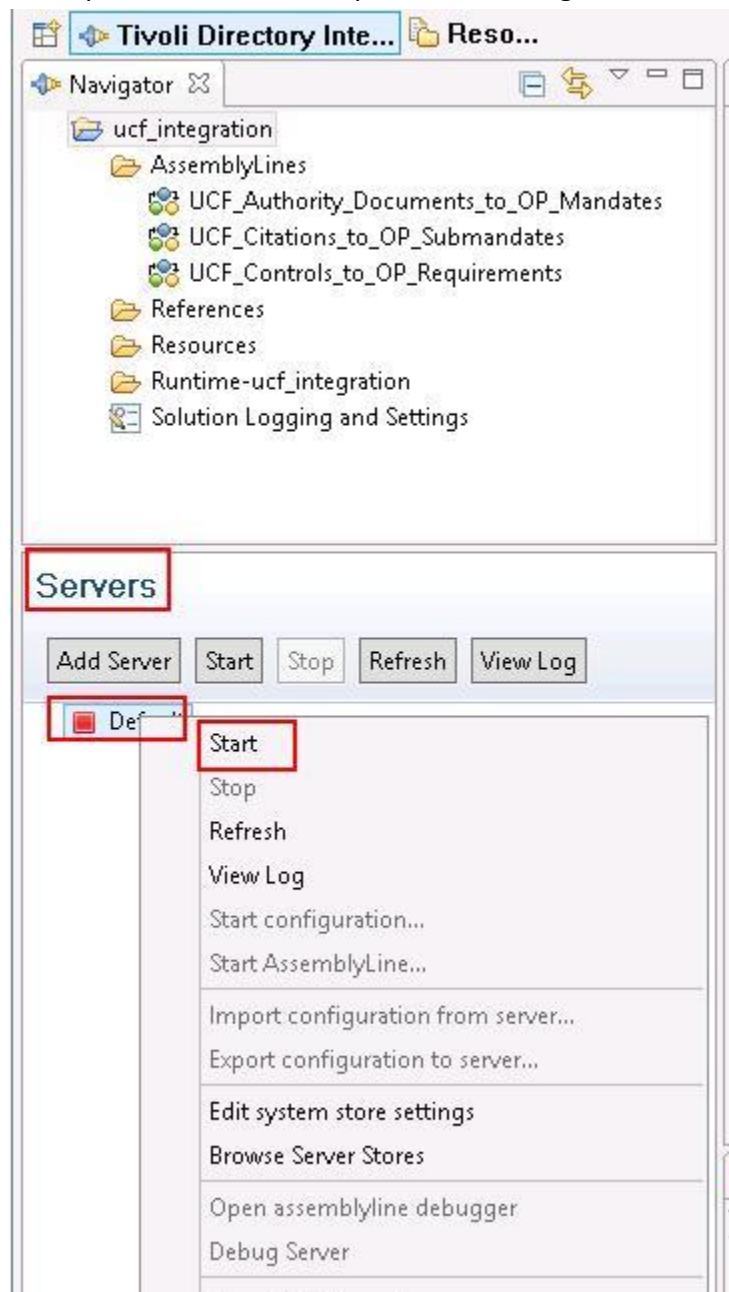 Tivoli Directory Inte... Reso...
Navigator
ucf_integration
AssemblyLines
UCF_Authority_Documents_to_OP_Mandates
UCF_Citations_to_OP_Submandates
UCF_Controls_to_OP_Requirements
References
Resources
Runtime-ucf_integration
Solution Logging and Settings
Servers
Add Server Start Stop Refresh View Log
Start
Stop
Refresh
View Log
Start configuration...
Start AssemblyLine...
Import configuration from server...
Export configuration to server...
Edit system store settings
Browse Server Stores
Open assemblyline debugger
Debug Server